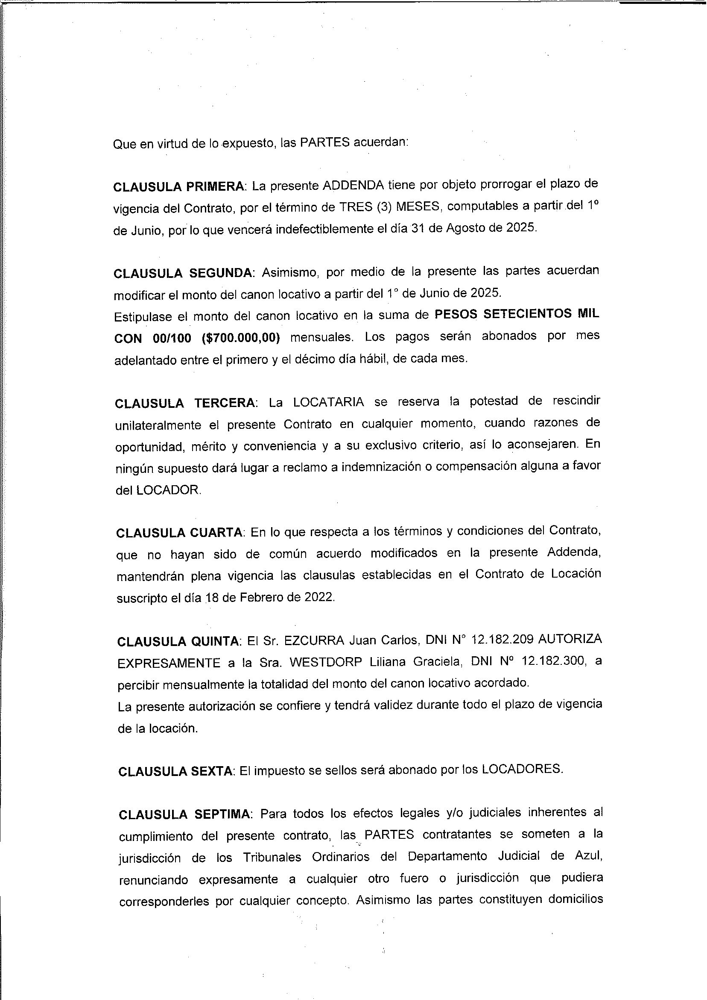 Que en virtud de lo expuesto, las PARTES acuerdan:
CLAUSULA PRIMERA: La presente ADDENDA tiene por objeto prorrogar el plazo de
vigencia del Contrato, por el término de TRES (3) MESES, computables a partir del 1º
de Junio, por lo que vencerá indefectiblemente el día 31 de Agosto de 2025.
CLAUSULA SEGUNDA: Asimismo, por medio de la presente las partes acuerdan
modificar el monto del canon locativo a partir del 1° de Junio de 2025.
Estipulase el monto del canon locativo en la suma de PESOS SETECIENTOS MIL
CON 00/100 ($700.000,00) mensuales. Los pagos serán abonados por mes
adelantado entre el primero y el décimo día hábil, de cada mes.
CLAUSULA TERCERA: La LOCATARIA se reserva la potestad de rescindir
unilateralmente el presente Contrato en cualquier momento, cuando razones de
oportunidad, mérito y conveniencia y a su exclusivo criterio, así lo aconsejaren. En
ningún supuesto dará lugar a reclamo a indemnización o compensación alguna a favor
del LOCADOR.
CLAUSULA CUARTA: En lo que respecta a los términos y condiciones del Contrato,
que no hayan sido de común acuerdo modificados en la presente Addenda,
mantendrán plena vigencia las clausulas establecidas en el Contrato de Locación
suscripto el día 18 de Febrero de 2022.
CLAUSULA QUINTA: El Sr. EZCURRA Juan Carlos, DNI N° 12.182.209 AUTORIZA
EXPRESAMENTE a la Sra. WESTDORP Liliana Graciela, DNI Nº 12.182.300, a
percibir mensualmente la totalidad del monto del canon locativo acordado.
La presente autorización se confiere y tendrá validez durante todo el plazo de vigencia
de la locación.
CLAUSULA SEXTA: El impuesto se sellos será abonado por los LOCADORES.
CLAUSULA SEPTIMA: Para todos los efectos legales y/o judiciales inherentes al
cumplimiento del presente contrato, las PARTES contratantes se someten a la
jurisdicción de los Tribunales Ordinarios del Departamento Judicial de Azul,
renunciando expresamente a cualquier otro fuero o jurisdicción que pudiera
corresponderles por cualquier concepto. Asimismo las partes constituyen domicilios